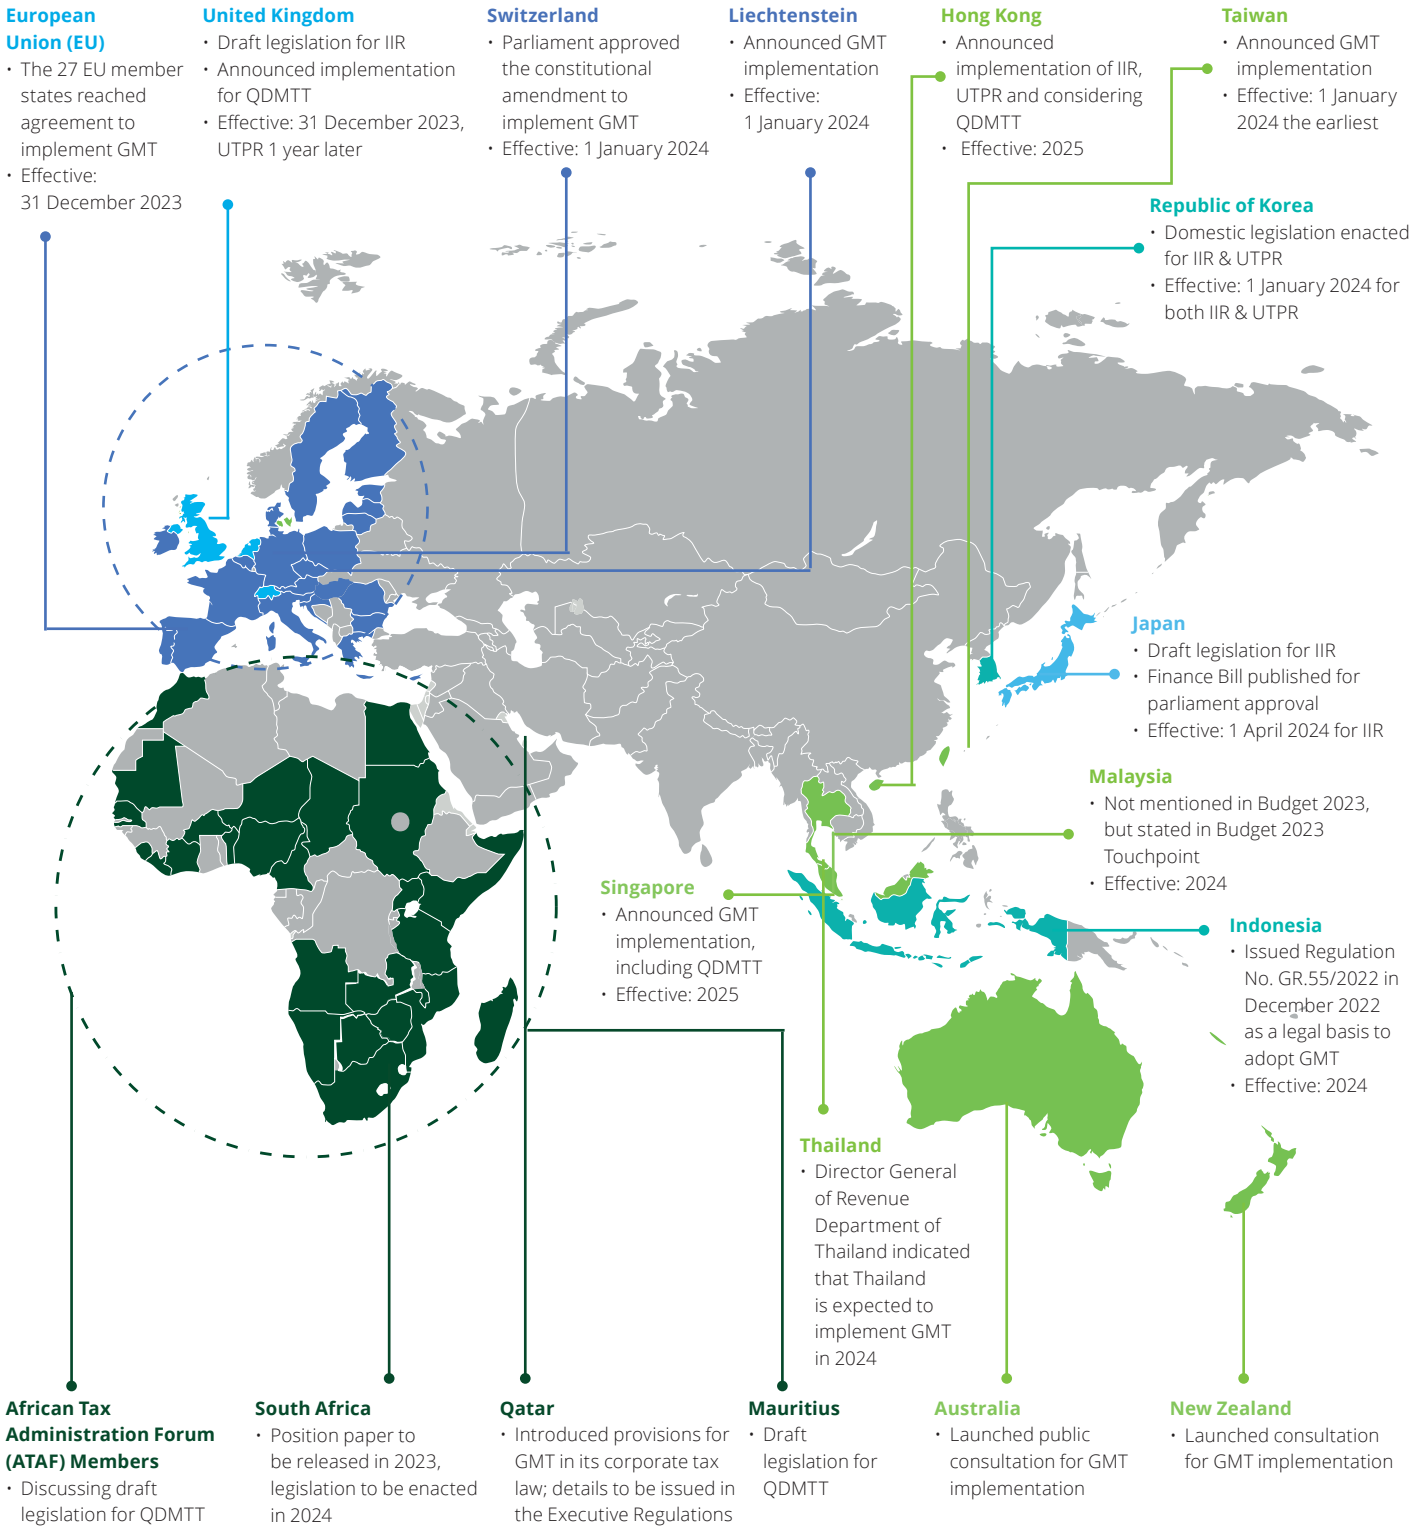 European
Union (EU)
• The 27 EU member
states reached
agreement to
implement GMT
• Effective:
31 December 2023
United Kingdom
• Draft legislation for IIR
• Announced implementation
for QDMTT
• Effective: 31 December 2023,
UTPR 1 year later
Switzerland
• Parliament approved
the constitutional
amendment to
implement GMT
• Effective: 1 January 2024
Liechtenstein
• Announced GMT
implementation
• Effective:
1 January 2024
Hong Kong
• Announced
implementation of IIR,
UTPR and considering
QDMTT
• Effective: 2025
Taiwan
• Announced GMT
implementation
• Effective: 1 January
2024 the earliest
Republic of Korea
• Domestic legislation enacted
for IIR & UTPR
• Effective: 1 January 2024 for
both IIR & UTPR
Japan
• Draft legislation for IIR
• Finance Bill published for
parliament approval
• Effective: 1 April 2024 for IIR
Malaysia
• Not mentioned in Budget 2023,
but stated in Budget 2023
Touchpoint
• Effective: 2024
Singapore
• Announced GMT
implementation,
including QDMTT
• Effective: 2025
Indonesia
• Issued Regulation
No. GR.55/2022 in
December 2022
as a legal basis to
adopt GMT
• Effective: 2024
Thailand
• Director General
of Revenue
Department of
Thailand indicated
that Thailand
is expected to
implement GMT
in 2024
African Tax
Administration Forum
(ATAF) Members
• Discussing draft
legislation for QDMTT
South Africa
• Position paper to
be released in 2023,
legislation to be enacted
in 2024
Qatar
• Introduced provisions for
GMT in its corporate tax
law; details to be issued in
the Executive Regulations
Mauritius
• Draft
legislation for
QDMTT
Australia
• Launched public
consultation for GMT
implementation
New Zealand
• Launched consultation
for GMT implementation